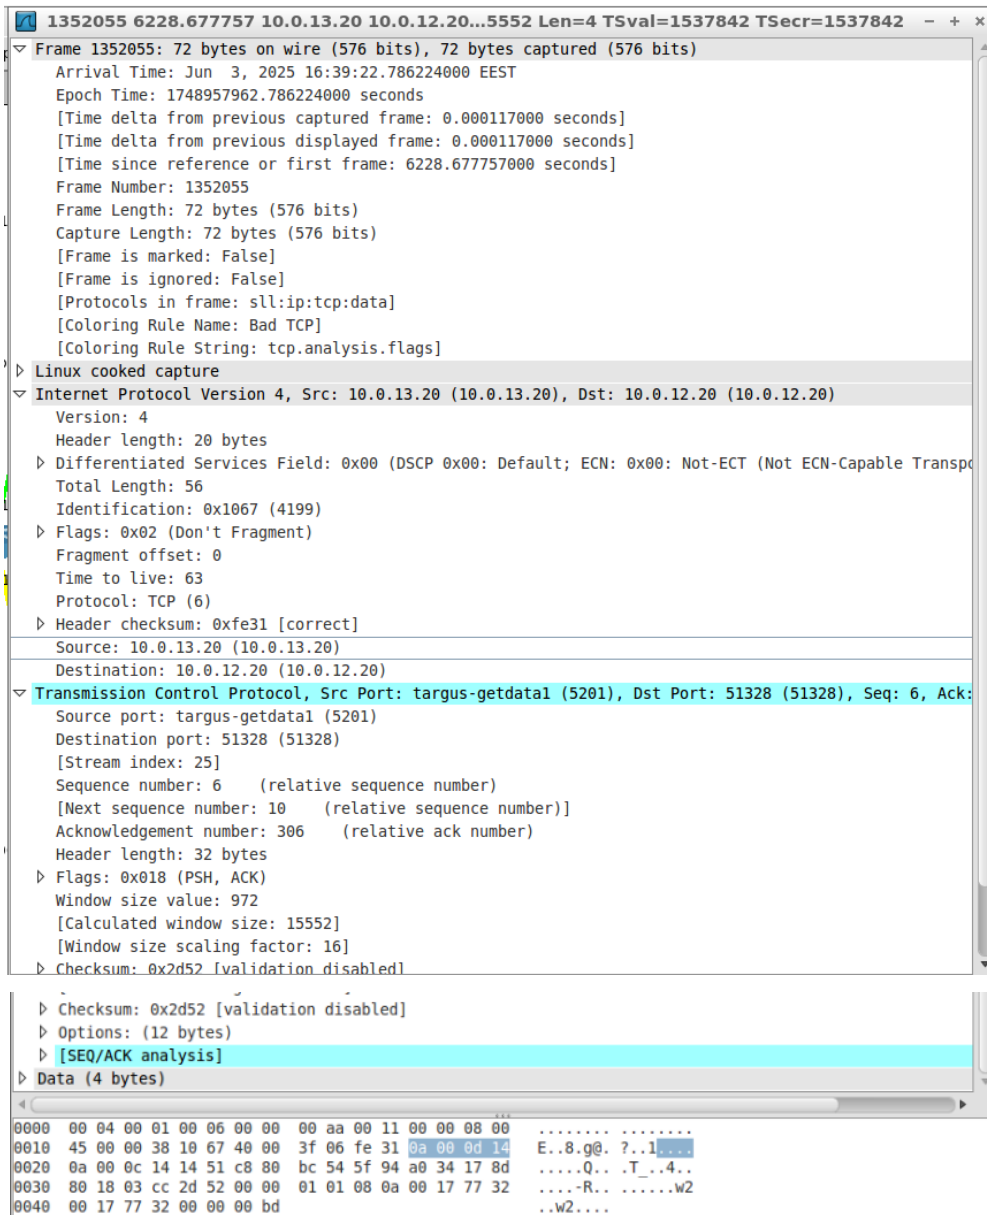 1352055 6228.677757 10.0.13.20 10.0.12.20...5552 Len=4 TSval=1537842 TSecr=1537842
Frame 1352055: 72 bytes on wire (576 bits), 72 bytes captured (576 bits)
Arrival Time: Jun  3, 2025 16:39:22.786224000 EEST
Epoch Time: 1748957962.786224000 seconds
[Time delta from previous captured frame: 0.000117000 seconds]
[Time delta from previous displayed frame: 0.000117000 seconds]
[Time since reference or first frame: 6228.677757000 seconds]
Frame Number: 1352055
Frame Length: 72 bytes (576 bits)
Capture Length: 72 bytes (576 bits)
[Frame is marked: False]
[Frame is ignored: False]
[Protocols in frame: sll:ip:tcp:data]
[Coloring Rule Name: Bad TCP]
[Coloring Rule String: tcp.analysis.flags]
Linux cooked capture
Internet Protocol Version 4, Src: 10.0.13.20 (10.0.13.20), Dst: 10.0.12.20 (10.0.12.20)
Version: 4
Header length: 20 bytes
Differentiated Services Field: 0x00 (DSCP 0x00: Default; ECN: 0x00: Not-ECT (Not ECN-Capable Transpo
Total Length: 56
Identification: 0x1067 (4199)
Flags: 0x02 (Don't Fragment)
Fragment offset: 0
Time to live: 63
Protocol: TCP (6)
Header checksum: 0xfe31 [correct]
Source: 10.0.13.20 (10.0.13.20)
Destination: 10.0.12.20 (10.0.12.20)
Transmission Control Protocol, Src Port: targus-getdata1 (5201), Dst Port: 51328 (51328), Seq: 6, Ack:
Source port: targus-getdata1 (5201)
Destination port: 51328 (51328)
[Stream index: 25]
Sequence number: 6    (relative sequence number)
[Next sequence number: 10    (relative sequence number)]
Acknowledgement number: 306    (relative ack number)
Header length: 32 bytes
Flags: 0x018 (PSH, ACK)
Window size value: 972
[Calculated window size: 15552]
[Window size scaling factor: 16]
Checksum: 0x2d52 [validation disabled]
Checksum: 0x2d52 [validation disabled]
Options: (12 bytes)
[SEQ/ACK analysis]
Data (4 bytes)
0000  00 04 00 01 00 06 00 00  00 aa 00 11 00 00 08 00  ........ ........
0010  45 00 00 38 10 67 40 00  3f 06 fe 31 0a 00 0d 14  E..8.g@. ?..1....
0020  0a 00 0c 14 14 51 c8 80  bc 54 5f 94 a0 34 17 8d  .....Q.. .T_..4..
0030  80 18 03 cc 2d 52 00 00  01 01 08 0a 00 17 77 32  ....-R.. ......w2
0040  00 17 77 32 00 00 00 bd  ..w2....